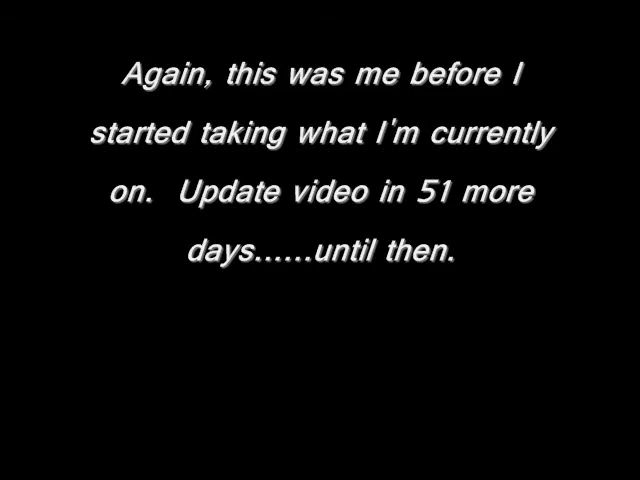 Again, this was me before I
started taking what I'm currently
on.  Update video in 51 more
days......until then.